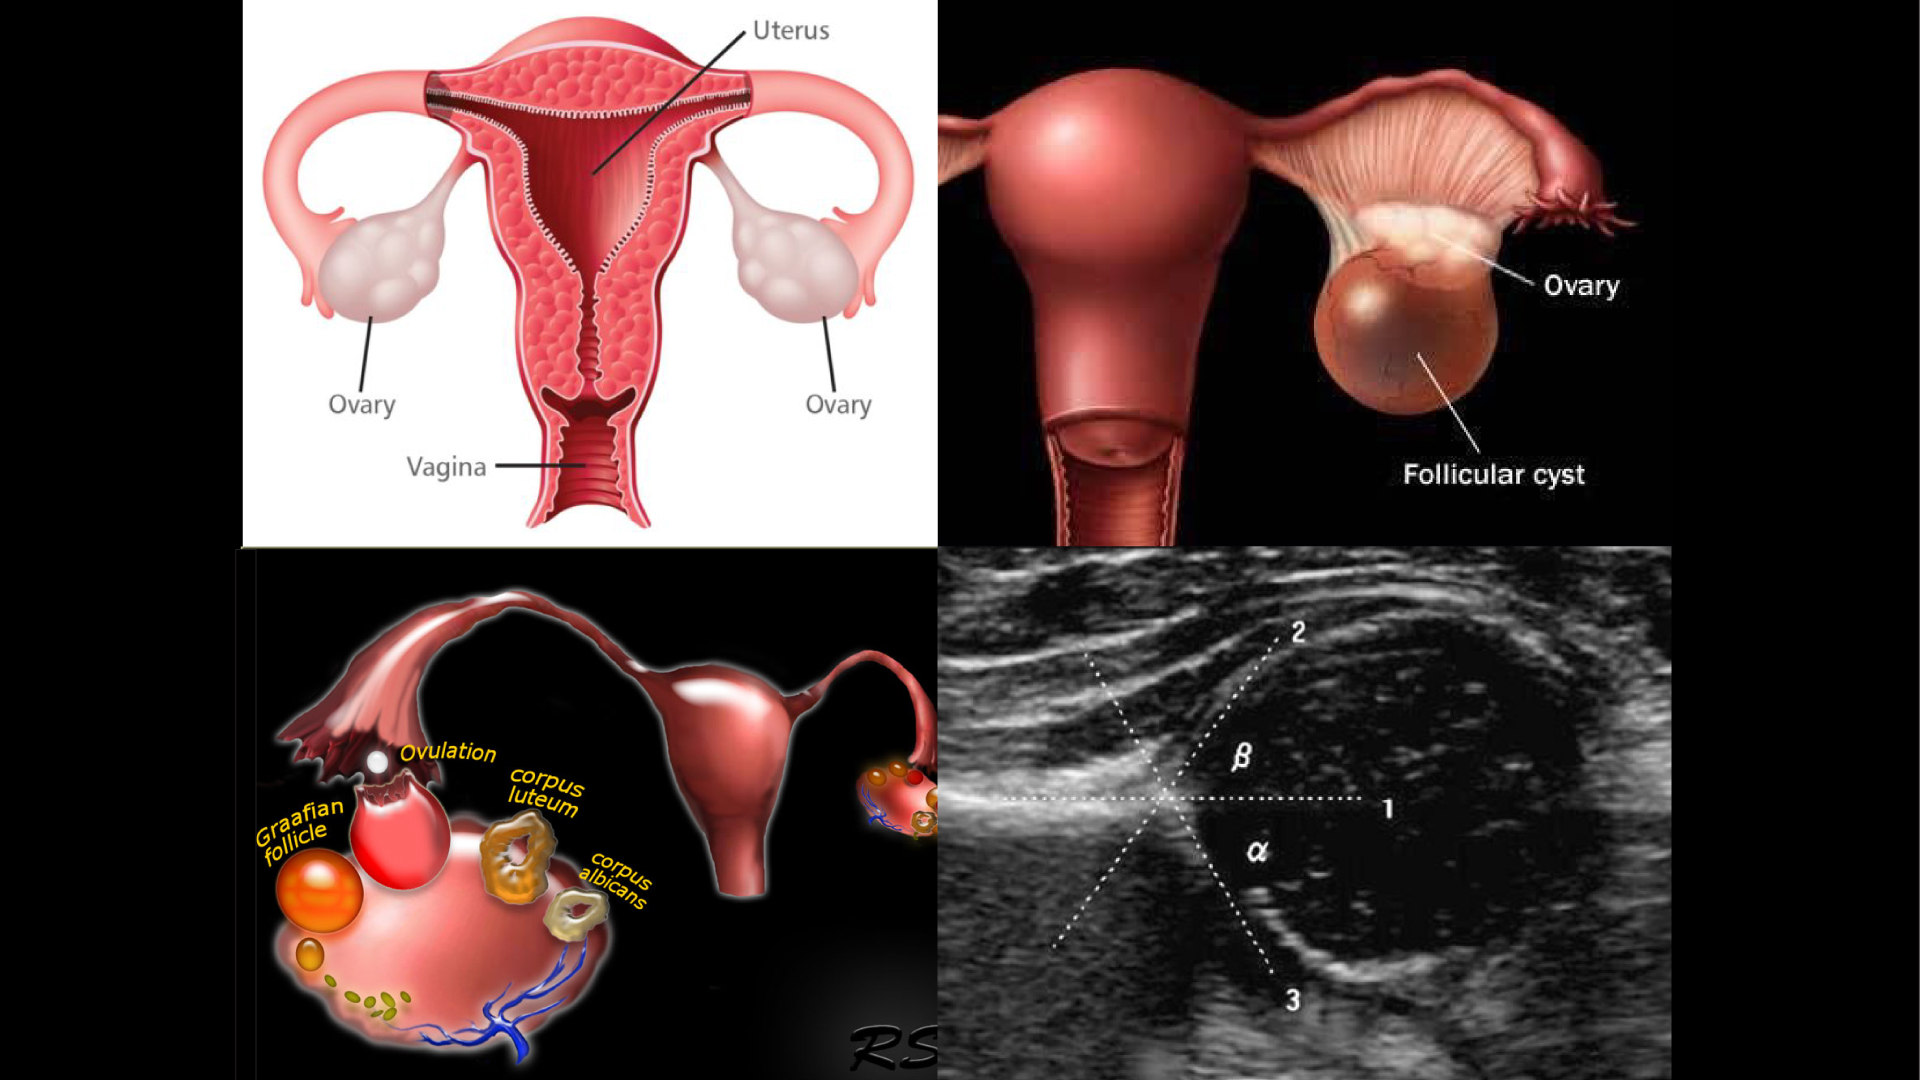 Uterus
Ovary
Ovary
Vagina
Ovary
Follicular cyst
Ovulation
corpus
luteum
Graafian
follicle
corpus
albicans
RS
2
β
1
α
3